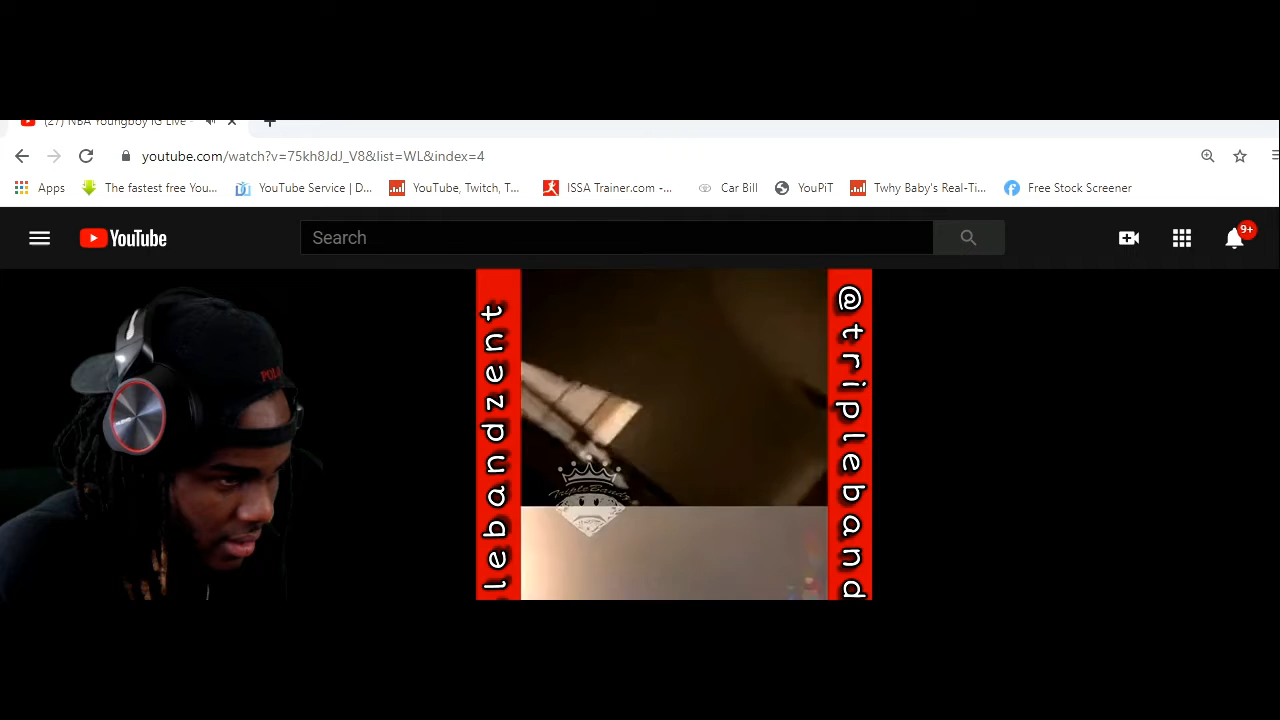 (27) NBA Youngboy IG Live -
youtube.com/watch?v=75kh8JdJ_V8&list=WL&index=4
Apps
The fastest free You...
YouTube Service | D...
YouTube, Twitch, T...
ISSA Trainer.com -...
Car Bill
YouPiT
Twhy Baby's Real-Ti...
Free Stock Screener
YouTube
Search
9+
POLO
lebandzent
TripleBandz
@tripleband